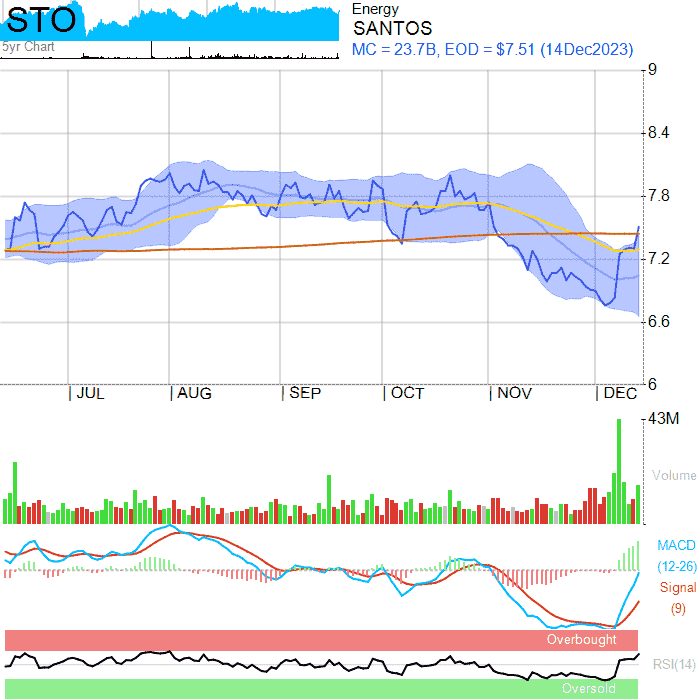 STO
5yr Chart
Energy
SANTOS
MC = 23.7B, EOD = $7.51 (14Dec2023)
9
8.4
7.8
7.2
6.6
6
JUL AUG SEP OCT NOV DEC
43M
Volume
MACD
(12-26)
Signal
(9)
Overbought
RSI(14)
Oversold